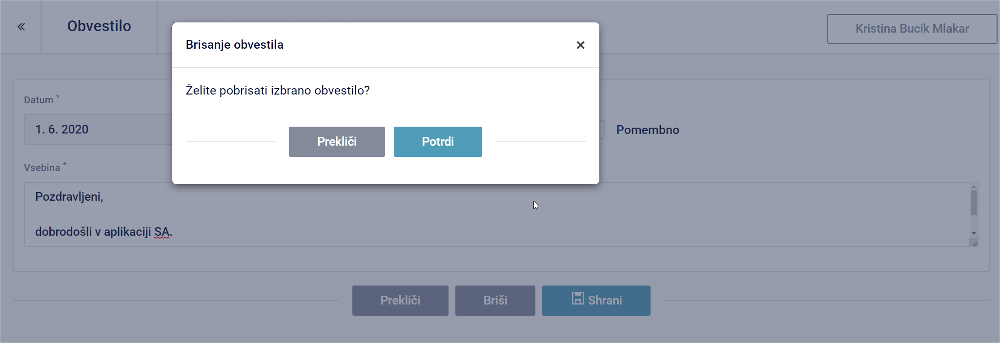 Obvestilo
Kristina Bucik Mlakar
Brisanje obvestila
Želite pobrisati izbrano obvestilo?
Prekliči
Potrdi
Datum *
1. 6. 2020
Pomembno
Vsebina *
Pozdravljeni,
dobrodošli v aplikaciji SA.
Prekliči
Briši
Shrani